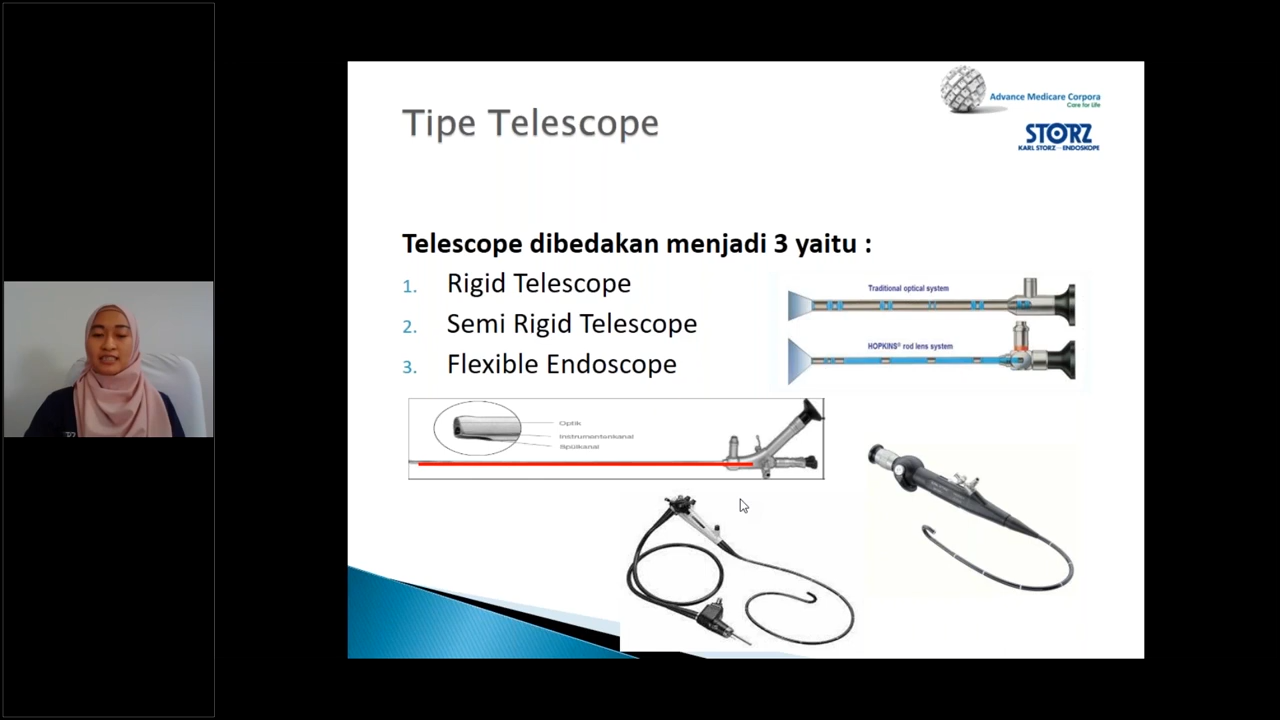 Advance Medicare Corpora
Care for Life
STORZ
KARL STORZ - ENDOSKOPE
Tipe Telescope
Telescope dibedakan menjadi 3 yaitu :
1. Rigid Telescope
2. Semi Rigid Telescope
3. Flexible Endoscope
Traditional optical system
HOPKINS® rod lens system
Optik
Instrumentenkanal
Spülkanal